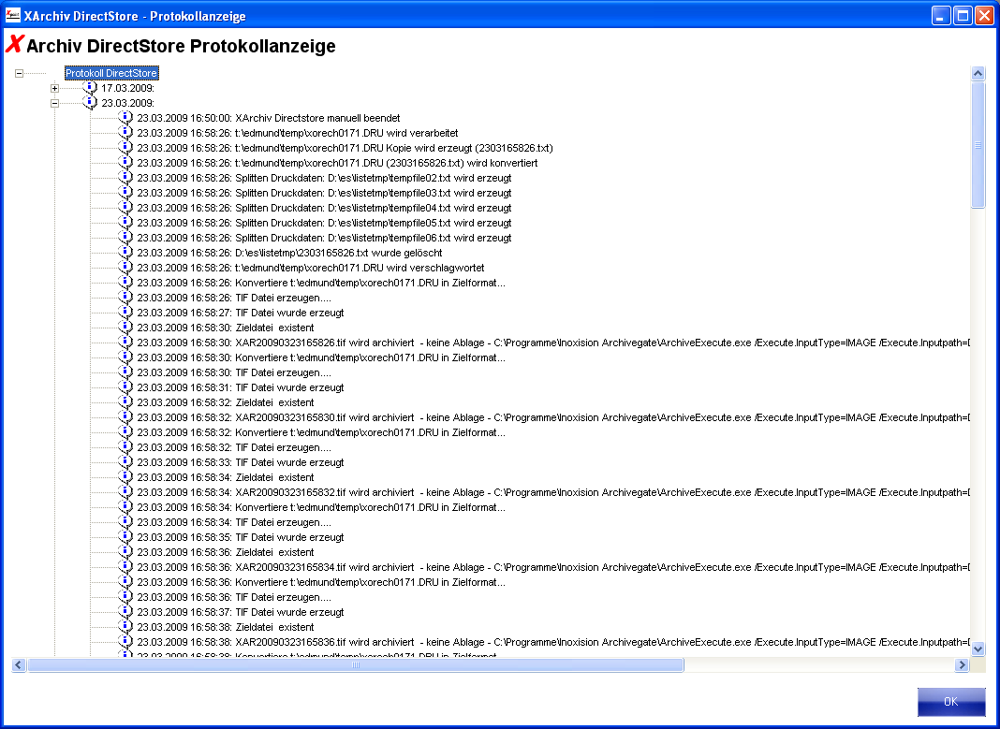 XArchiv DirectStore - Protokollanzeige
XArchiv DirectStore Protokollanzeige
Protokoll DirectStore
17.03.2009:
23.03.2009:
23.03.2009 16:50:00: XArchiv Directstore manuell beendet
23.03.2009 16:58:26: t:\edmund\temp\xorech0171.DRU wird verarbeitet
23.03.2009 16:58:26: t:\edmund\temp\xorech0171.DRU Kopie wird erzeugt (2303165826.txt)
23.03.2009 16:58:26: t:\edmund\temp\xorech0171.DRU (2303165826.txt) wird konvertiert
23.03.2009 16:58:26: Splitten Druckdaten: D:\es\listetmp\tempfile02.txt wird erzeugt
23.03.2009 16:58:26: Splitten Druckdaten: D:\es\listetmp\tempfile03.txt wird erzeugt
23.03.2009 16:58:26: Splitten Druckdaten: D:\es\listetmp\tempfile04.txt wird erzeugt
23.03.2009 16:58:26: Splitten Druckdaten: D:\es\listetmp\tempfile05.txt wird erzeugt
23.03.2009 16:58:26: Splitten Druckdaten: D:\es\listetmp\tempfile06.txt wird erzeugt
23.03.2009 16:58:26: D:\es\listetmp\2303165826.txt wurde gelöscht
23.03.2009 16:58:26: t:\edmund\temp\xorech0171.DRU wird verschlagwortet
23.03.2009 16:58:26: Konvertiere t:\edmund\temp\xorech0171.DRU in Zielformat...
23.03.2009 16:58:26: TIF Datei erzeugen....
23.03.2009 16:58:27: TIF Datei wurde erzeugt
23.03.2009 16:58:30: Zieldatei  existent
23.03.2009 16:58:30: XAR20090323165826.tif wird archiviert  - keine Ablage - C:\Programme\Inoxision Archivegate\ArchiveExecute.exe /Execute.InputType=IMAGE /Execute.Inputpath=D
23.03.2009 16:58:30: Konvertiere t:\edmund\temp\xorech0171.DRU in Zielformat...
23.03.2009 16:58:30: TIF Datei erzeugen....
23.03.2009 16:58:31: TIF Datei wurde erzeugt
23.03.2009 16:58:32: Zieldatei  existent
23.03.2009 16:58:32: XAR20090323165830.tif wird archiviert  - keine Ablage - C:\Programme\Inoxision Archivegate\ArchiveExecute.exe /Execute.InputType=IMAGE /Execute.Inputpath=D
23.03.2009 16:58:32: Konvertiere t:\edmund\temp\xorech0171.DRU in Zielformat...
23.03.2009 16:58:32: TIF Datei erzeugen....
23.03.2009 16:58:33: TIF Datei wurde erzeugt
23.03.2009 16:58:34: Zieldatei  existent
23.03.2009 16:58:34: XAR20090323165832.tif wird archiviert  - keine Ablage - C:\Programme\Inoxision Archivegate\ArchiveExecute.exe /Execute.InputType=IMAGE /Execute.Inputpath=D
23.03.2009 16:58:34: Konvertiere t:\edmund\temp\xorech0171.DRU in Zielformat...
23.03.2009 16:58:34: TIF Datei erzeugen....
23.03.2009 16:58:35: TIF Datei wurde erzeugt
23.03.2009 16:58:36: Zieldatei  existent
23.03.2009 16:58:36: XAR20090323165834.tif wird archiviert  - keine Ablage - C:\Programme\Inoxision Archivegate\ArchiveExecute.exe /Execute.InputType=IMAGE /Execute.Inputpath=D
23.03.2009 16:58:36: Konvertiere t:\edmund\temp\xorech0171.DRU in Zielformat...
23.03.2009 16:58:36: TIF Datei erzeugen....
23.03.2009 16:58:37: TIF Datei wurde erzeugt
23.03.2009 16:58:38: Zieldatei  existent
23.03.2009 16:58:38: XAR20090323165836.tif wird archiviert  - keine Ablage - C:\Programme\Inoxision Archivegate\ArchiveExecute.exe /Execute.InputType=IMAGE /Execute.Inputpath=D
23.03.2009 16:58:38: Konvertiere t:\edmund\temp\xorech0171.DRU in Zielformat...
OK